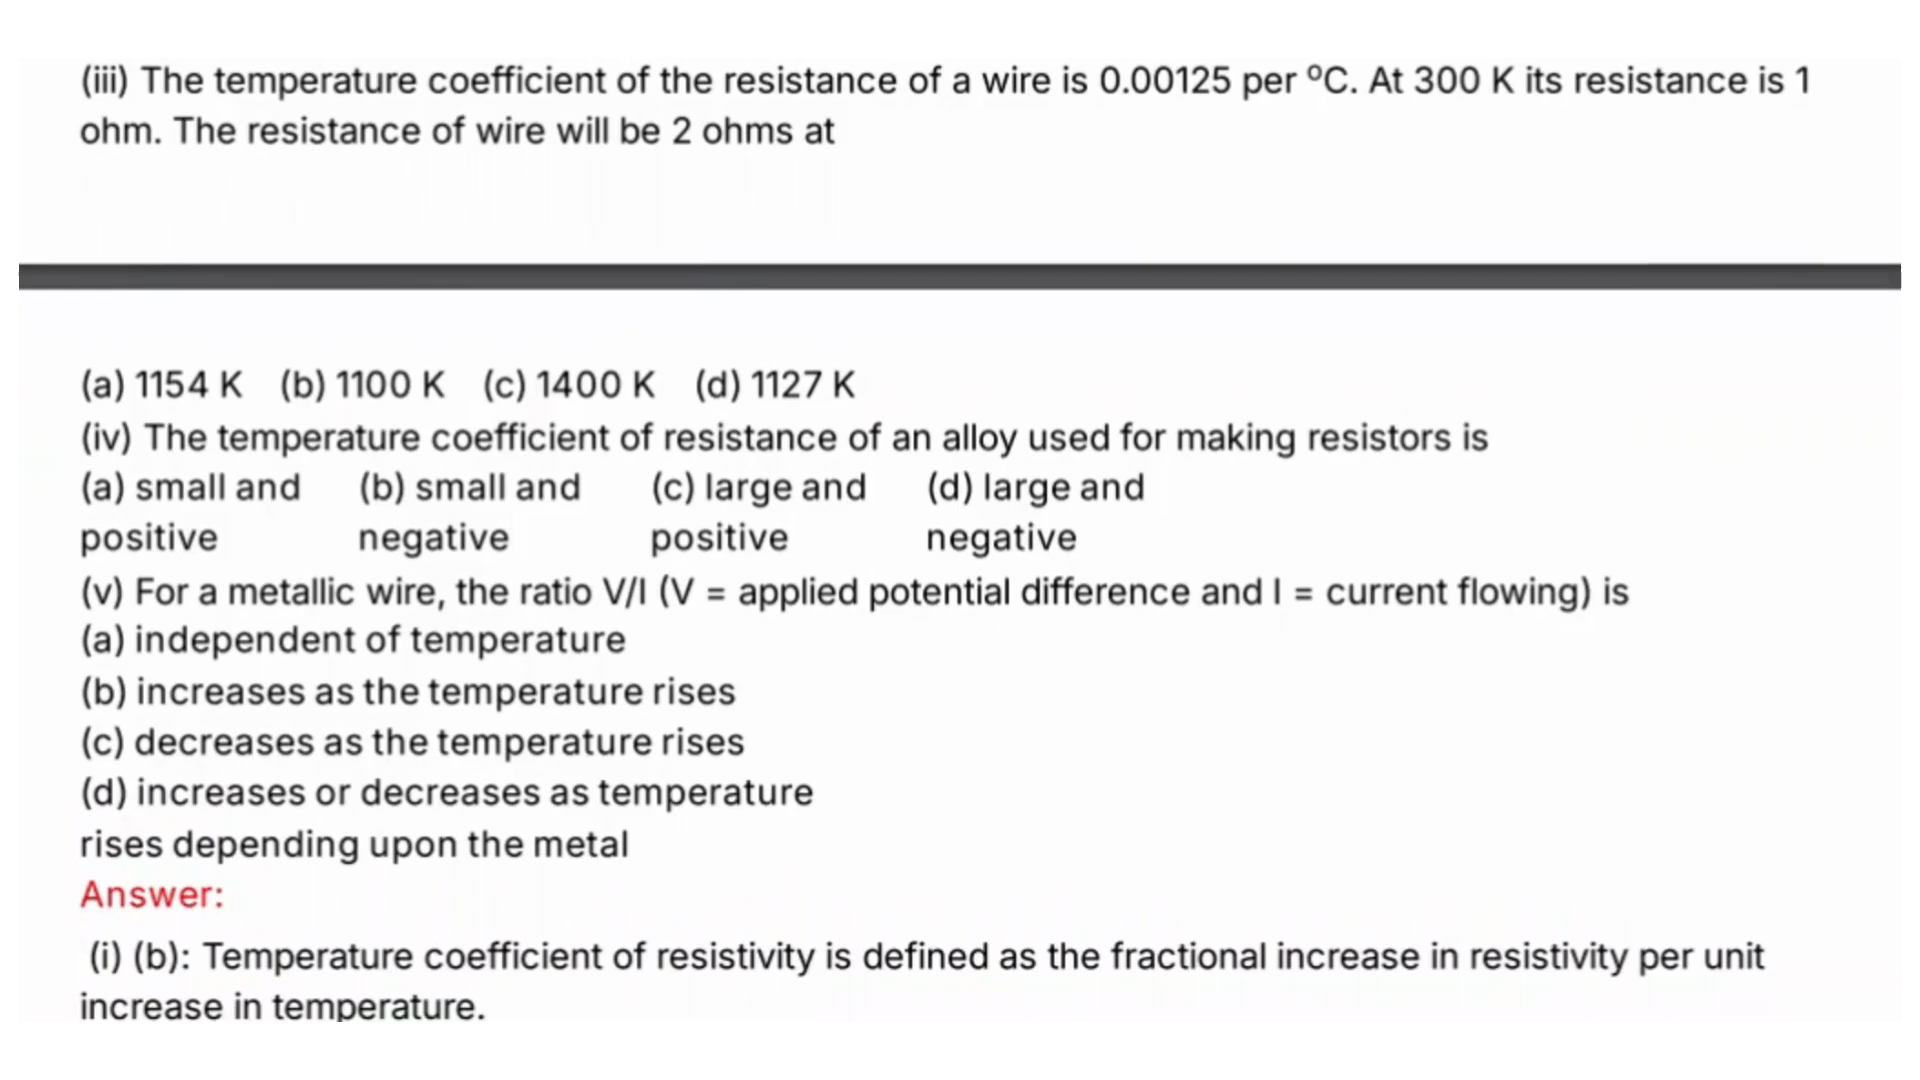 (iii) The temperature coefficient of the resistance of a wire is 0.00125 per ºC. At 300 K its resistance is 1
ohm. The resistance of wire will be 2 ohms at
(a) 1154 K (b) 1100 K (c) 1400 K (d) 1127 K
(iv) The temperature coefficient of resistance of an alloy used for making resistors is
(a) small and (b) small and (c) large and (d) large and
positive negative positive negative
(v) For a metallic wire, the ratio V/I (V = applied potential difference and I = current flowing) is
(a) independent of temperature
(b) increases as the temperature rises
(c) decreases as the temperature rises
(d) increases or decreases as temperature
rises depending upon the metal
Answer:
(i) (b): Temperature coefficient of resistivity is defined as the fractional increase in resistivity per unit
increase in temperature.